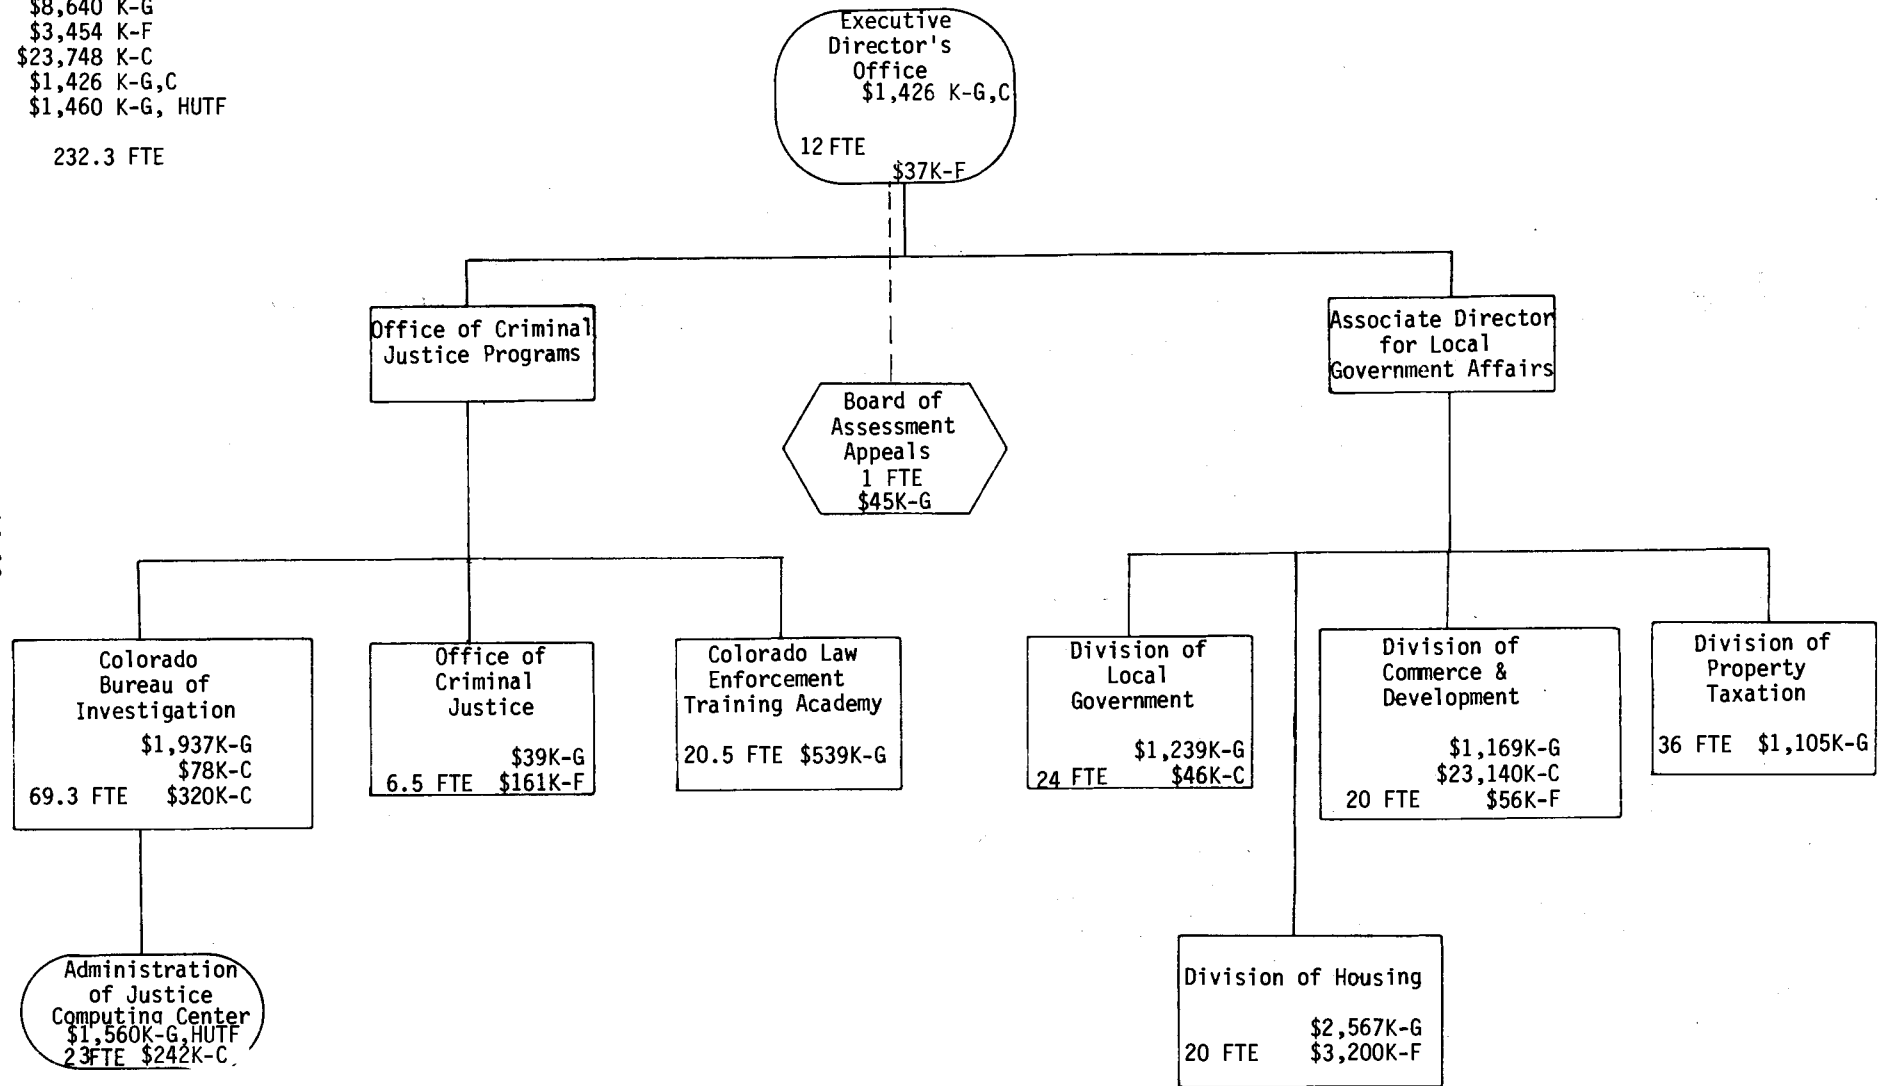 $8,640 K-G
$3,454 K-F
$23,748 K-C
$1,426 K-G,C
$1,460 K-G, HUTF
232.3 FTE
Executive
Director's
Office
$1,426 K-G,C
12 FTE
$37K-F
Office of Criminal
Justice Programs
Associate Director
for Local
Government Affairs
Board of
Assessment
Appeals
1 FTE
$45K-G
Colorado
Bureau of
Investigation
$1,937K-G
$78K-C
69.3 FTE $320K-C
Office of
Criminal
Justice
$39K-G
6.5 FTE $161K-F
Colorado Law
Enforcement
Training Academy
20.5 FTE $539K-G
Division of
Local
Government
$1,239K-G
24 FTE $46K-C
Division of
Commerce &
Development
$1,169K-G
$23,140K-C
20 FTE $56K-F
Division of
Property
Taxation
36 FTE $1,105K-G
Administration
of Justice
Computing Center
$1,560K-G,HUTF
23FTE $242K-C
Division of Housing
$2,567K-G
20 FTE $3,200K-F